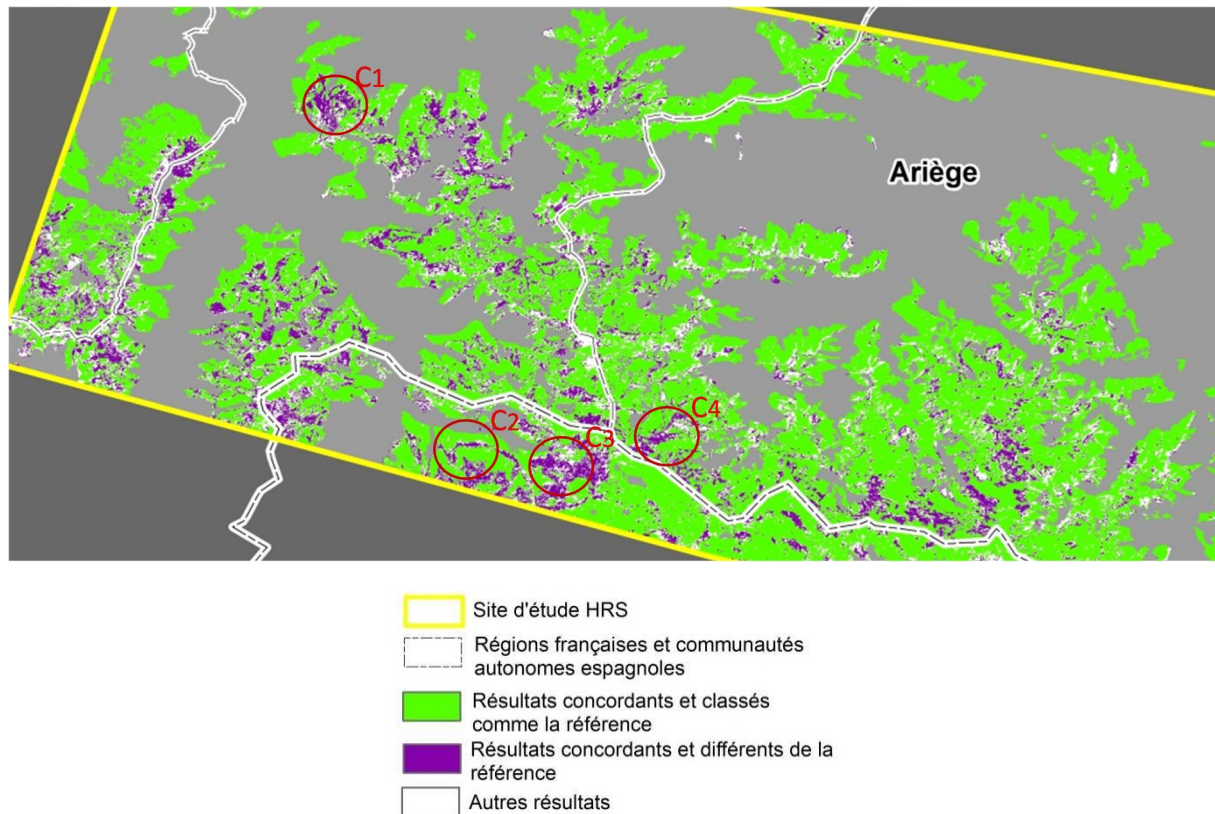 C1
Ariège
C4
C2
C3
Site d'étude HRS
Régions françaises et communautés
autonomes espagnoles
Résultats concordants et classés
comme la référence
Résultats concordants et différents de la
référence
Autres résultats